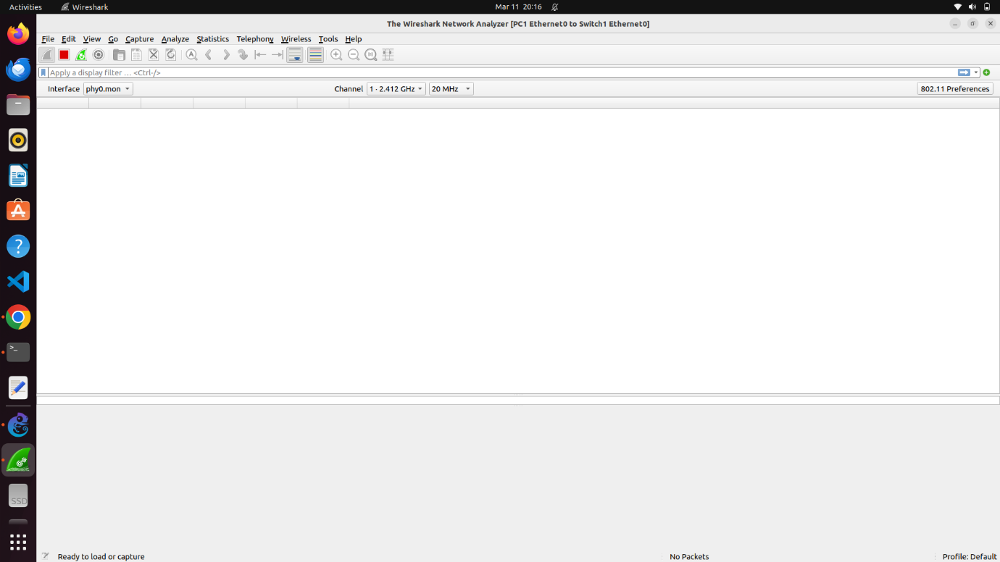 Activities Wireshark Mar 11 20:16
The Wireshark Network Analyzer [PC1 Ethernet0 to Switch1 Ethernet0]
File Edit View Go Capture Analyze Statistics Telephony Wireless Tools Help
Apply a display filter … <Ctrl-/>
Interface phy0.mon Channel 1 · 2.412 GHz 20 MHz 802.11 Preferences
SSD
Ready to load or capture No Packets Profile: Default